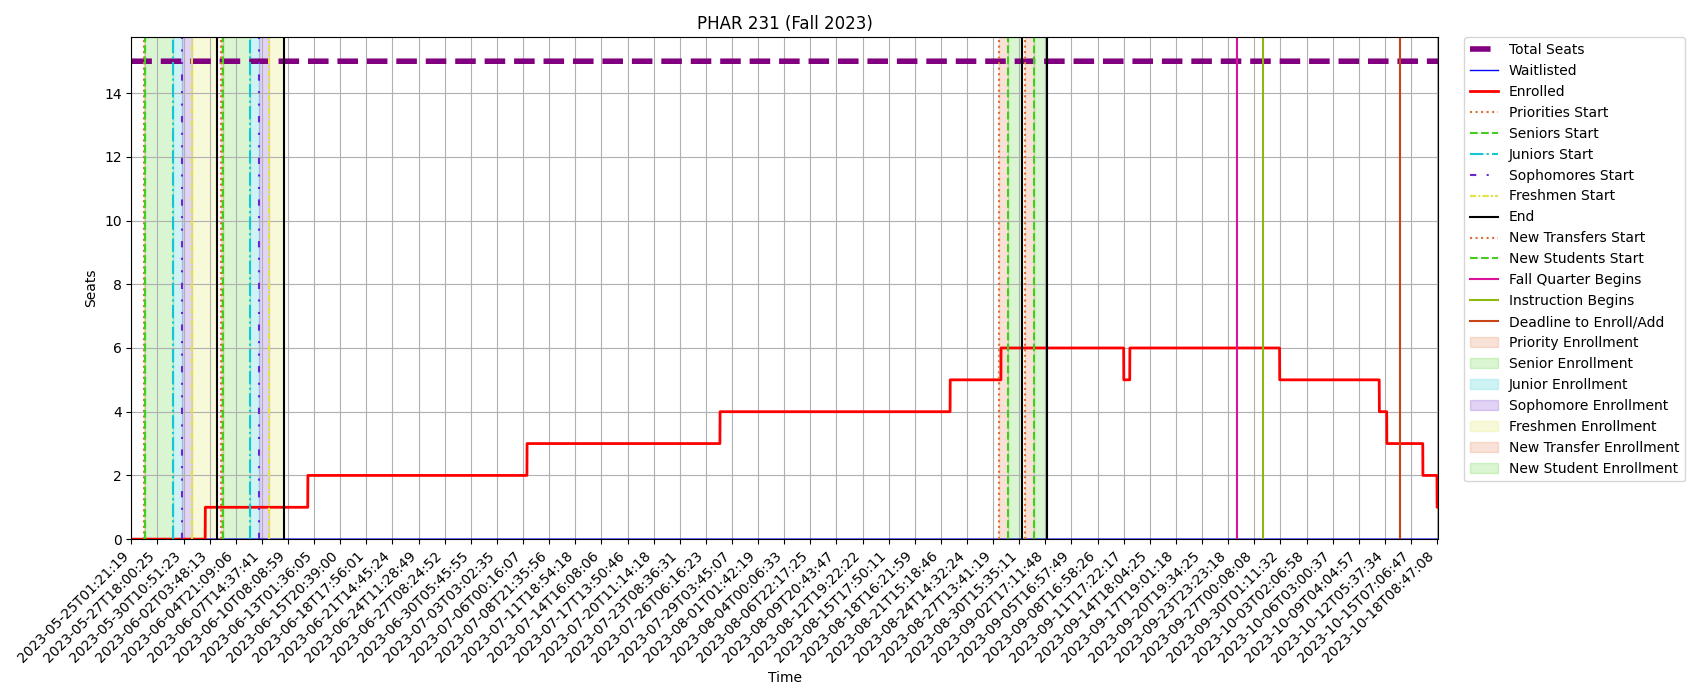 PHAR 231 (Fall 2023)
Seats
14
12
10
8
6
4
2
0
2023-05-25T01:21:19
2023-05-27T18:00:25
2023-05-30T10:51:23
2023-06-02T03:48:13
2023-06-04T21:09:06
2023-06-07T14:37:41
2023-06-10T08:08:59
2023-06-13T01:36:05
2023-06-15T20:39:00
2023-06-18T17:56:01
2023-06-21T14:45:24
2023-06-24T11:28:49
2023-06-27T08:24:52
2023-06-30T05:45:55
2023-07-03T03:02:35
2023-07-06T00:16:07
2023-07-08T21:35:56
2023-07-11T18:54:18
2023-07-14T16:08:06
2023-07-17T13:50:46
2023-07-20T11:14:18
2023-07-23T08:36:31
2023-07-26T06:16:23
2023-07-29T03:45:07
2023-08-01T01:42:19
2023-08-04T00:06:33
2023-08-06T22:17:25
2023-08-09T20:43:47
2023-08-12T19:22:22
2023-08-15T17:50:11
2023-08-18T16:21:59
2023-08-21T15:18:46
2023-08-24T14:32:24
2023-08-27T13:41:19
2023-08-30T15:35:11
2023-09-02T17:11:48
2023-09-05T16:57:49
2023-09-08T16:58:26
2023-09-11T17:22:17
2023-09-14T18:04:25
2023-09-17T19:01:18
2023-09-20T19:34:25
2023-09-23T23:23:18
2023-09-27T00:08:08
2023-09-30T01:11:32
2023-10-03T02:06:58
2023-10-06T03:00:37
2023-10-09T04:04:57
2023-10-12T05:37:34
2023-10-15T07:06:47
2023-10-18T08:47:08
Time
Total Seats
Waitlisted
Enrolled
Priorities Start
Seniors Start
Juniors Start
Sophomores Start
Freshmen Start
End
New Transfers Start
New Students Start
Fall Quarter Begins
Instruction Begins
Deadline to Enroll/Add
Priority Enrollment
Senior Enrollment
Junior Enrollment
Sophomore Enrollment
Freshmen Enrollment
New Transfer Enrollment
New Student Enrollment